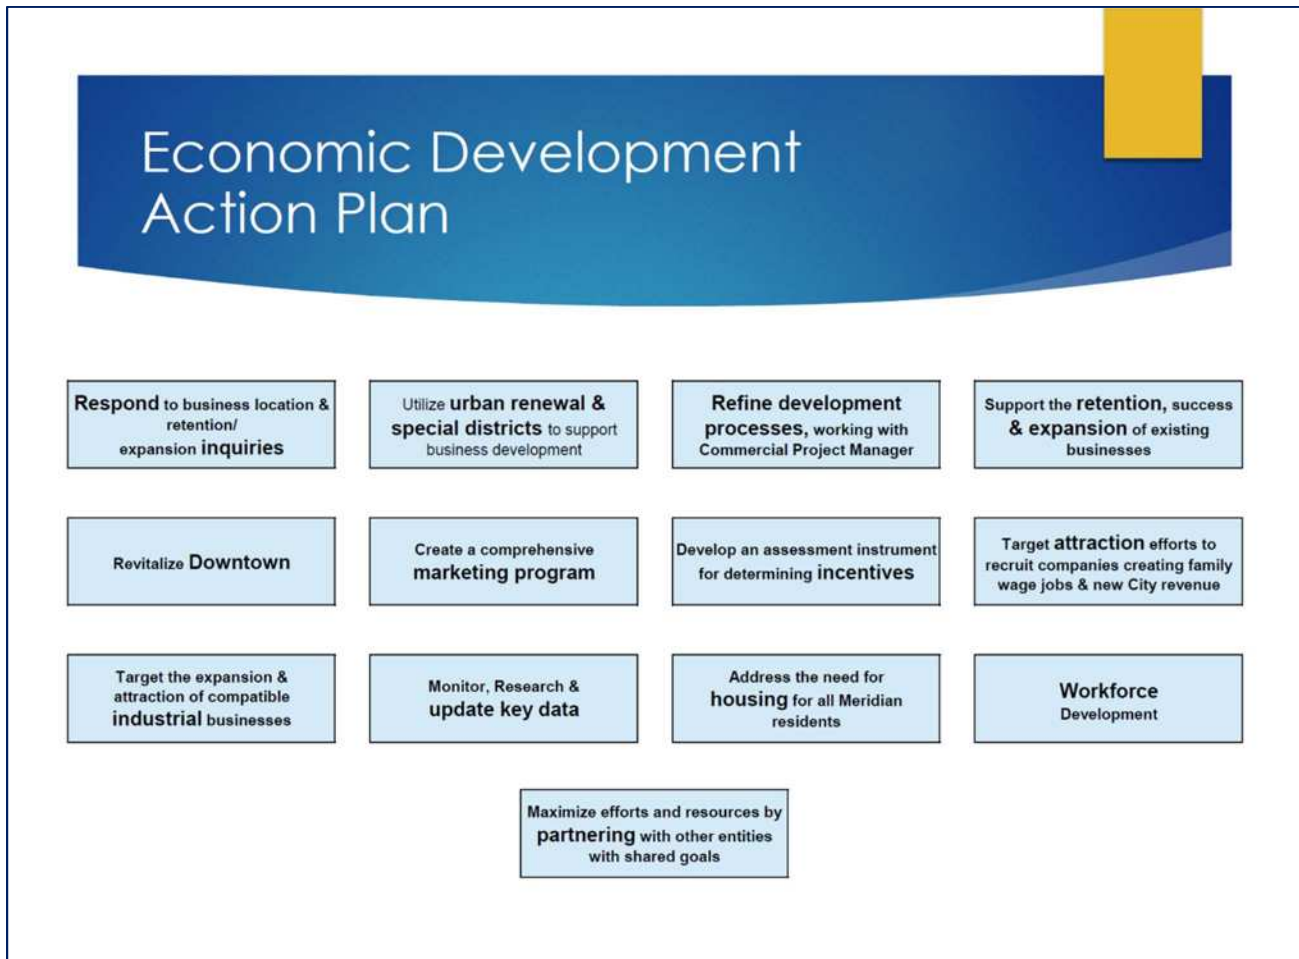 Economic Development
Action Plan
Respond to business location &
retention/
expansion inquiries
Utilize urban renewal &
special districts to support
business development
Refine development
processes, working with
Commercial Project Manager
Support the retention, success
& expansion of existing
businesses
Revitalize Downtown
Create a comprehensive
marketing program
Develop an assessment instrument
for determining incentives
Target attraction efforts to
recruit companies creating family
wage jobs & new City revenue
Target the expansion &
attraction of compatible
industrial businesses
Monitor, Research &
update key data
Address the need for
housing for all Meridian
residents
Workforce
Development
Maximize efforts and resources by
partnering with other entities
with shared goals